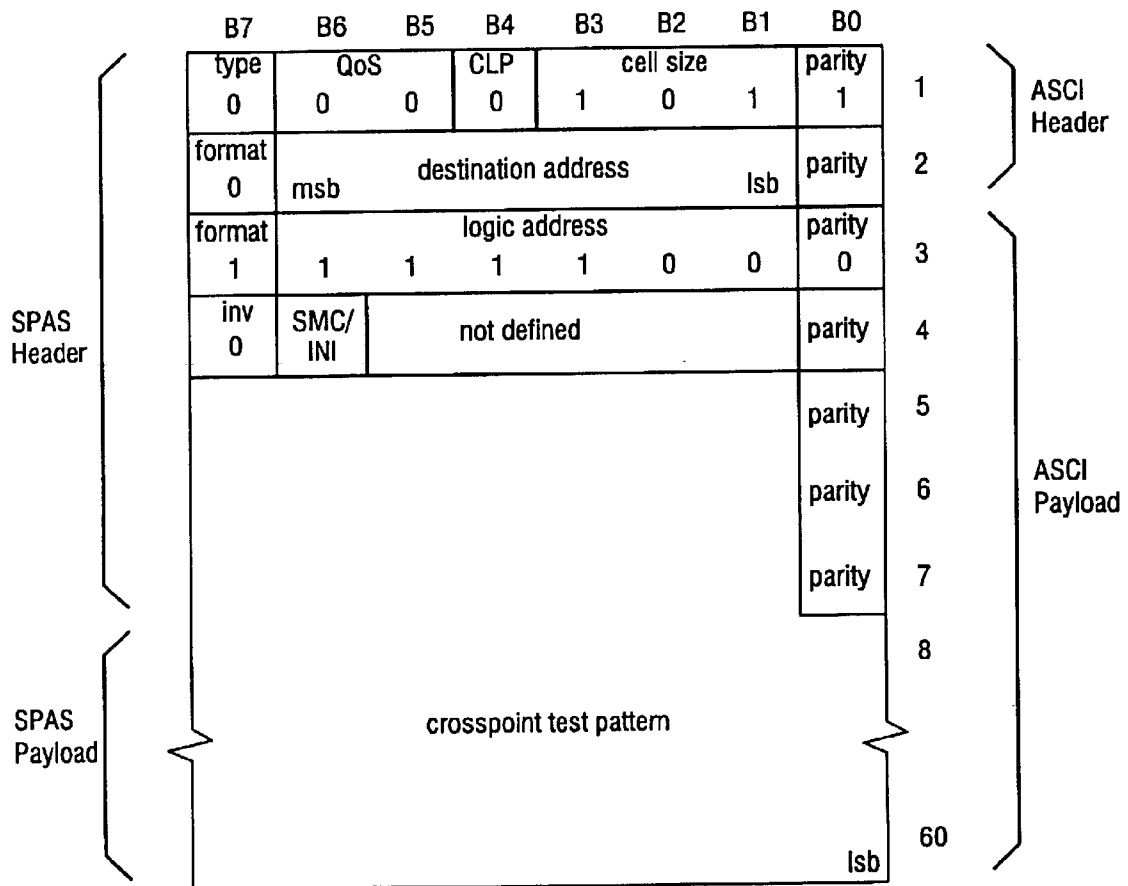 B7 B6 B5 B4 B3 B2 B1 B0
type QoS CLP cell size parity
0 0 0 0 1 0 1 1
1
ASCI
Header
format
0
msb destination address lsb
parity
2
format logic address parity
1 1 1 1 1 0 0 0
3
SPAS
Header
inv
0
SMC/
INI
not defined
parity
4
parity
5
parity
6
parity
7
ASCI
Payload
8
SPAS
Payload
crosspoint test pattern
60
lsb